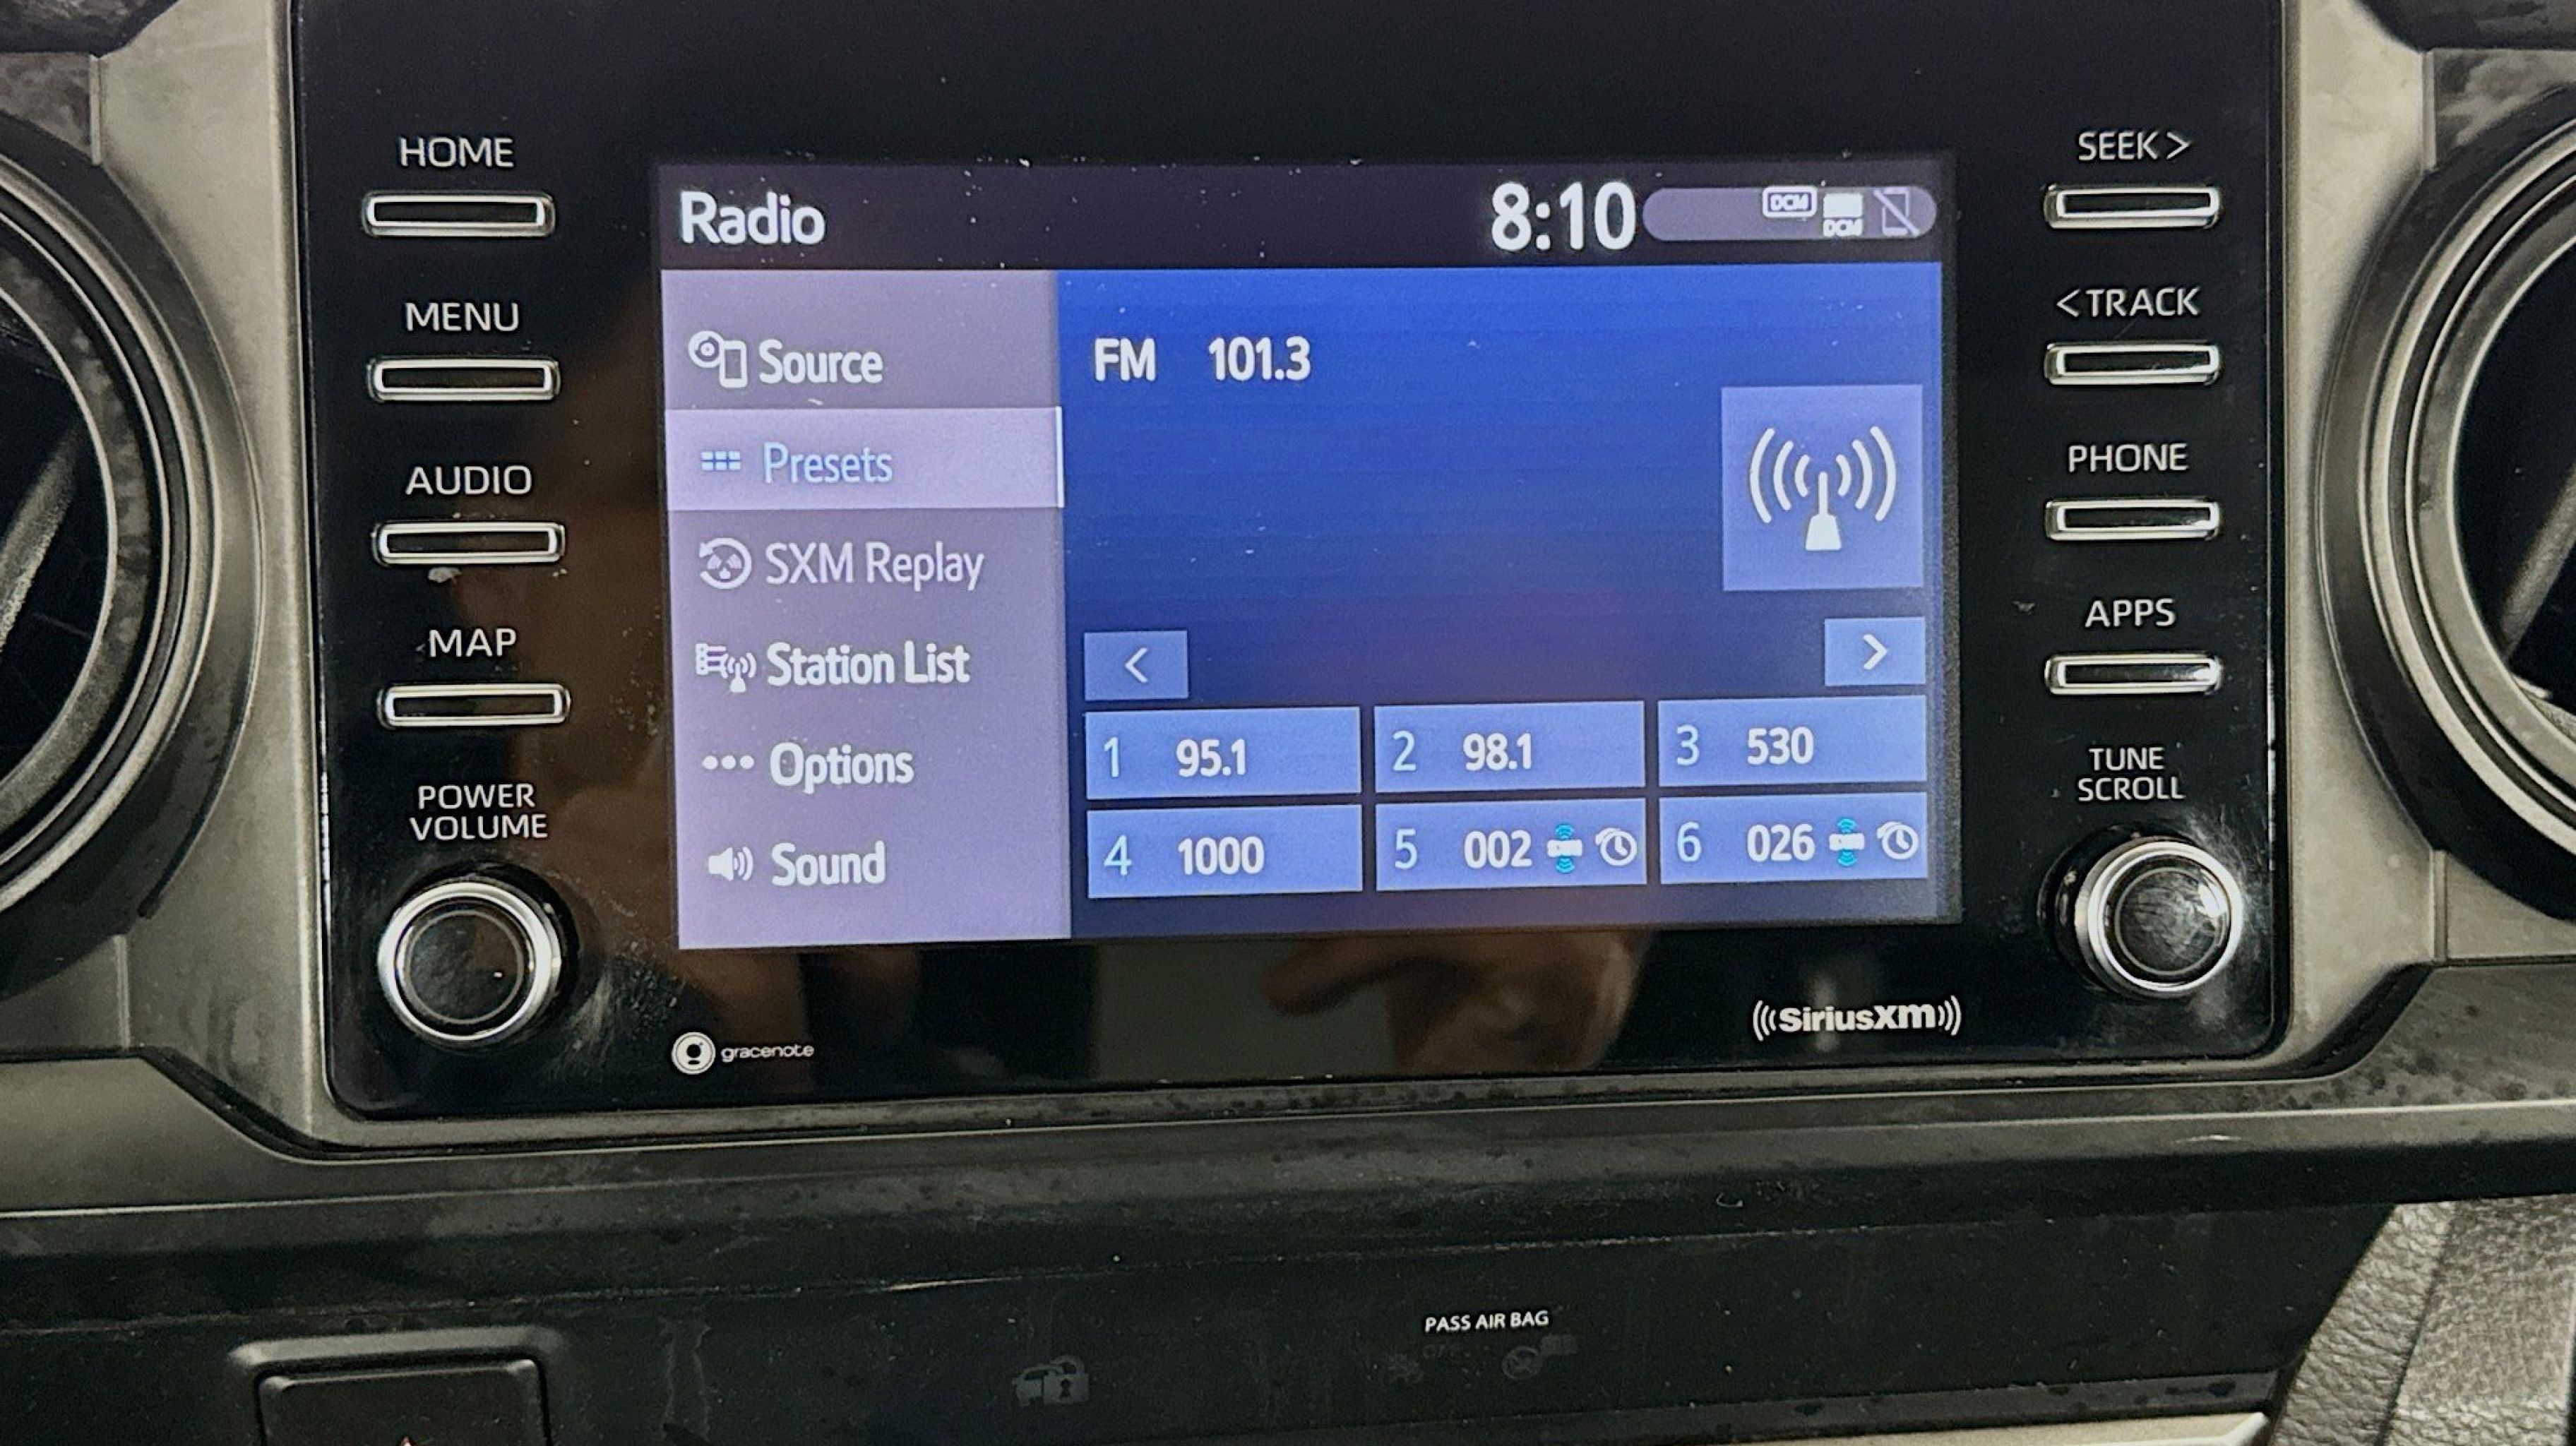 HOME
MENU
AUDIO
MAP
POWER
VOLUME
Radio
8:10
DCM
DCM
Source
Presets
SXM Replay
Station List
Options
Sound
FM 101.3
<
>
1 95.1
2 98.1
3 530
4 1000
5 002
6 026
SEEK >
< TRACK
PHONE
APPS
TUNE
SCROLL
gracenote
SiriusXM
PASS AIR BAG
OFF